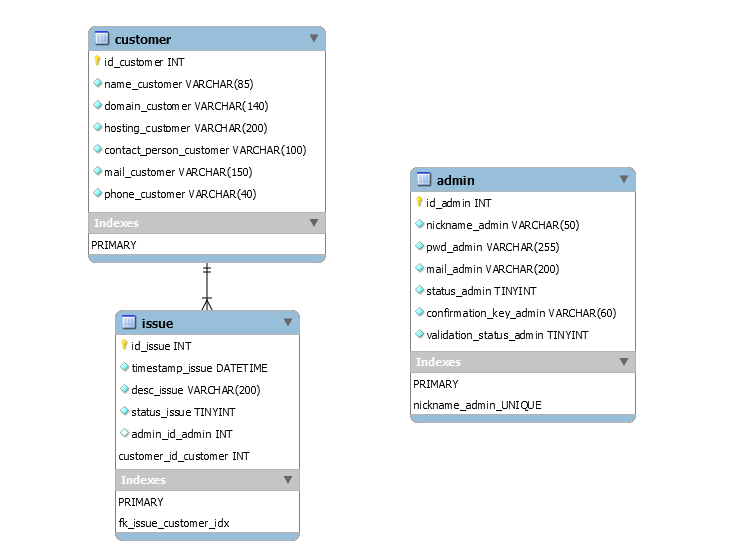 customer
id_customer INT
name_customer VARCHAR(85)
domain_customer VARCHAR(140)
hosting_customer VARCHAR(200)
contact_person_customer VARCHAR(100)
mail_customer VARCHAR(150)
phone_customer VARCHAR(40)
Indexes
PRIMARY
issue
id_issue INT
timestamp_issue DATETIME
desc_issue VARCHAR(200)
status_issue TINYINT
admin_id_admin INT
customer_id_customer INT
Indexes
PRIMARY
fk_issue_customer_idx
admin
id_admin INT
nickname_admin VARCHAR(50)
pwd_admin VARCHAR(255)
mail_admin VARCHAR(200)
status_admin TINYINT
confirmation_key_admin VARCHAR(60)
validation_status_admin TINYINT
Indexes
PRIMARY
nickname_admin_UNIQUE